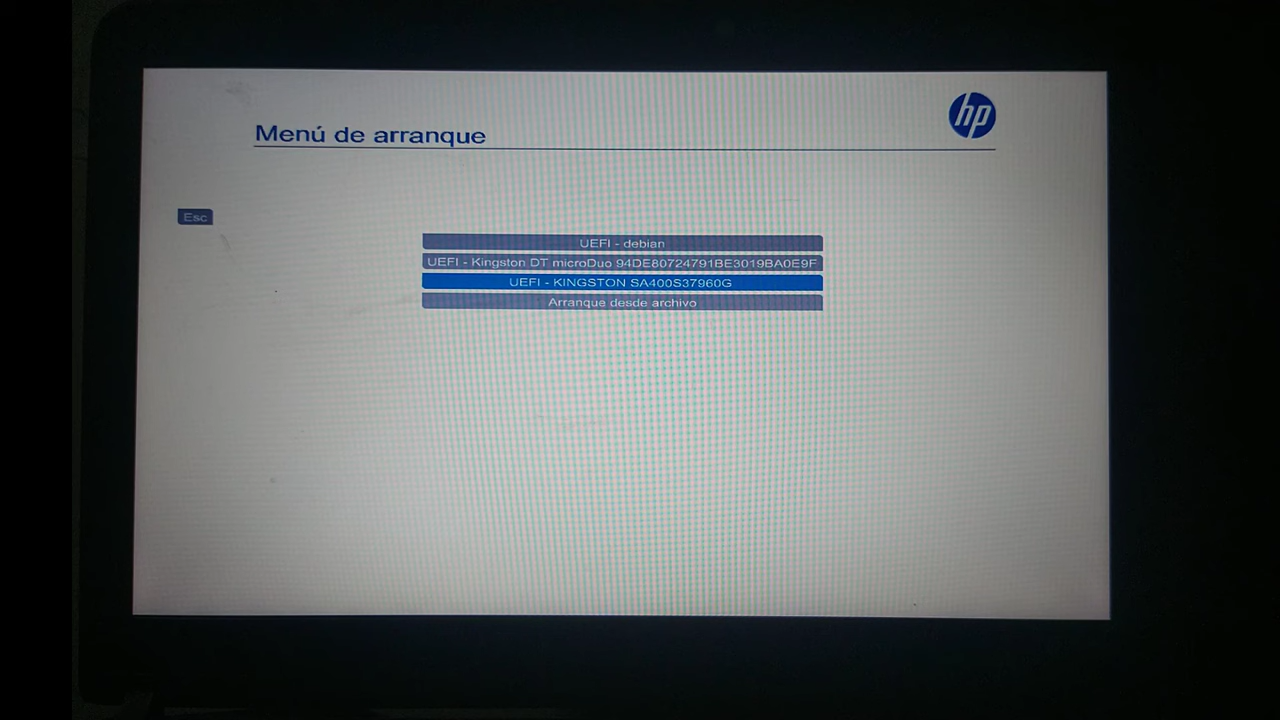 hp
Menú de arranque
Esc
UEFI - debian
UEFI - Kingston DT microDuo 94DE80724791BE3019BA0E9F
UEFI - KINGSTON SA400S37960G
Arranque desde archivo